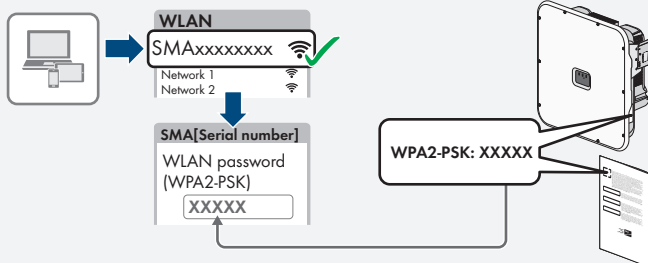 WLAN
SMAxxxxxxxx
Network 1
Network 2
SMA[Serial number]
WLAN password
(WPA2-PSK)
XXXXX
WPA2-PSK: XXXXX